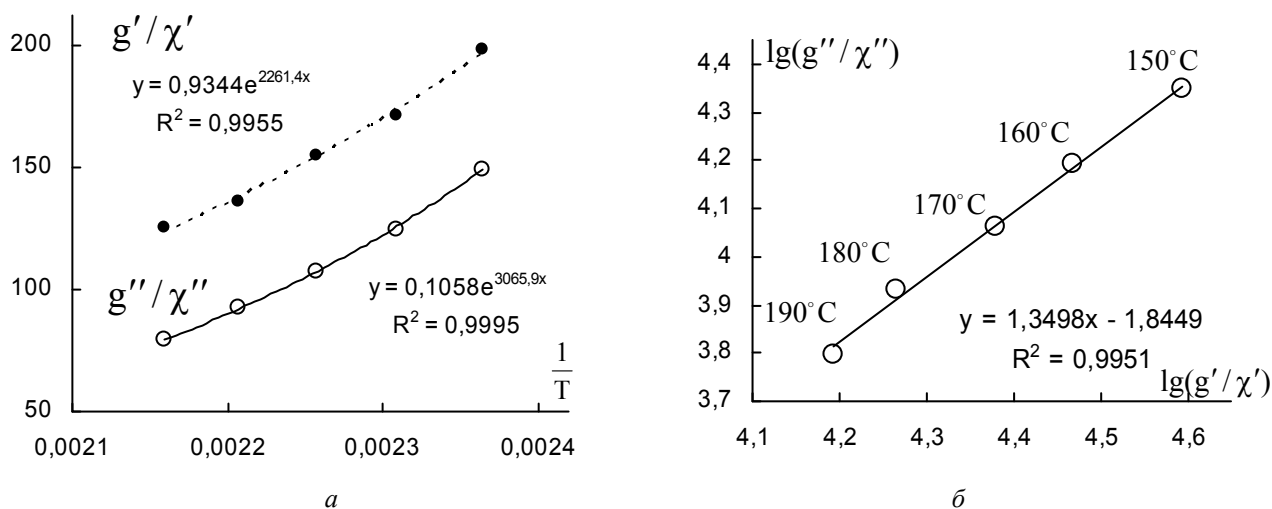 200
150
100
50
g′/χ′
y = 0,9344e^2261,4x
R² = 0,9955
g′′/χ′′
y = 0,1058e^3065,9x
R² = 0,9995
1
T
0,0021
0,0022
0,0023
0,0024
а
4,4
4,3
4,2
4,1
4
3,9
3,8
3,7
lg(g′′/χ′′)
150°C
160°C
170°C
180°C
190°C
y = 1,3498x - 1,8449
R² = 0,9951
lg(g′/χ′)
4,1
4,2
4,3
4,4
4,5
4,6
б